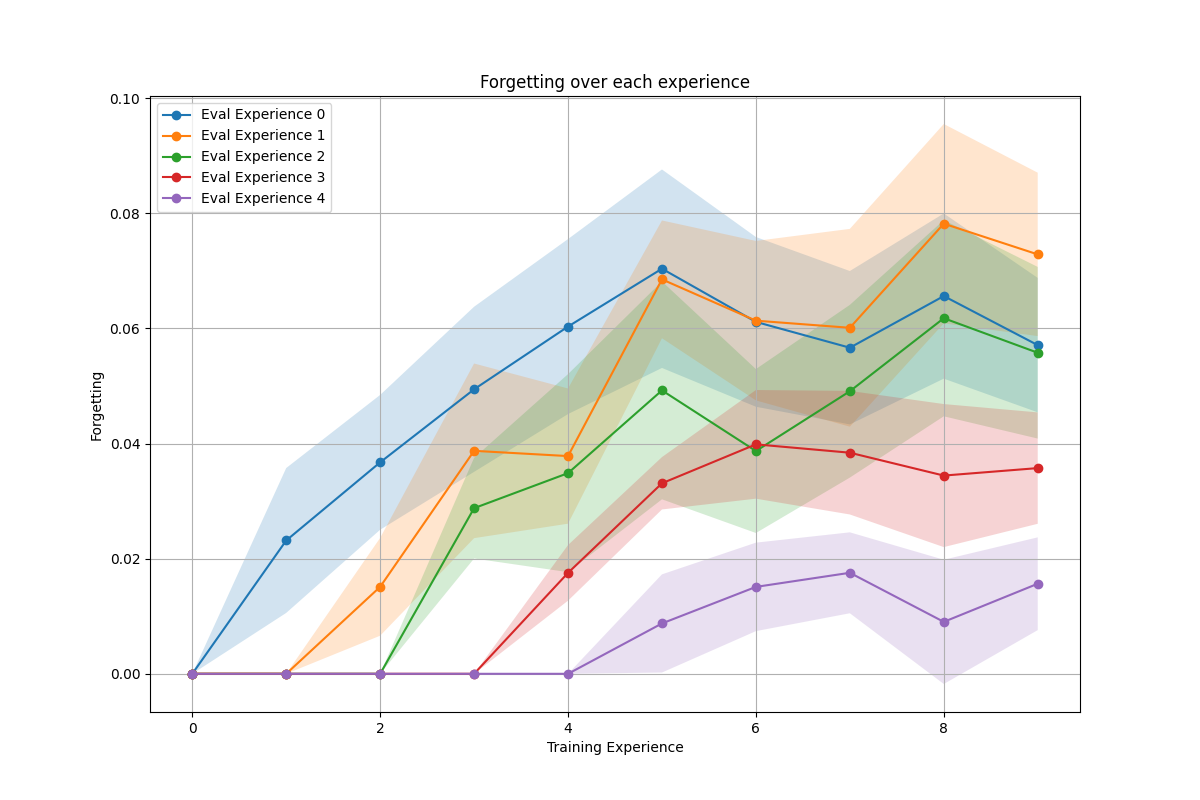 Forgetting over each experience
0.10
0.08
0.06
0.04
0.02
0.00
Forgetting
Eval Experience 0
Eval Experience 1
Eval Experience 2
Eval Experience 3
Eval Experience 4
0 2 4 6 8
Training Experience